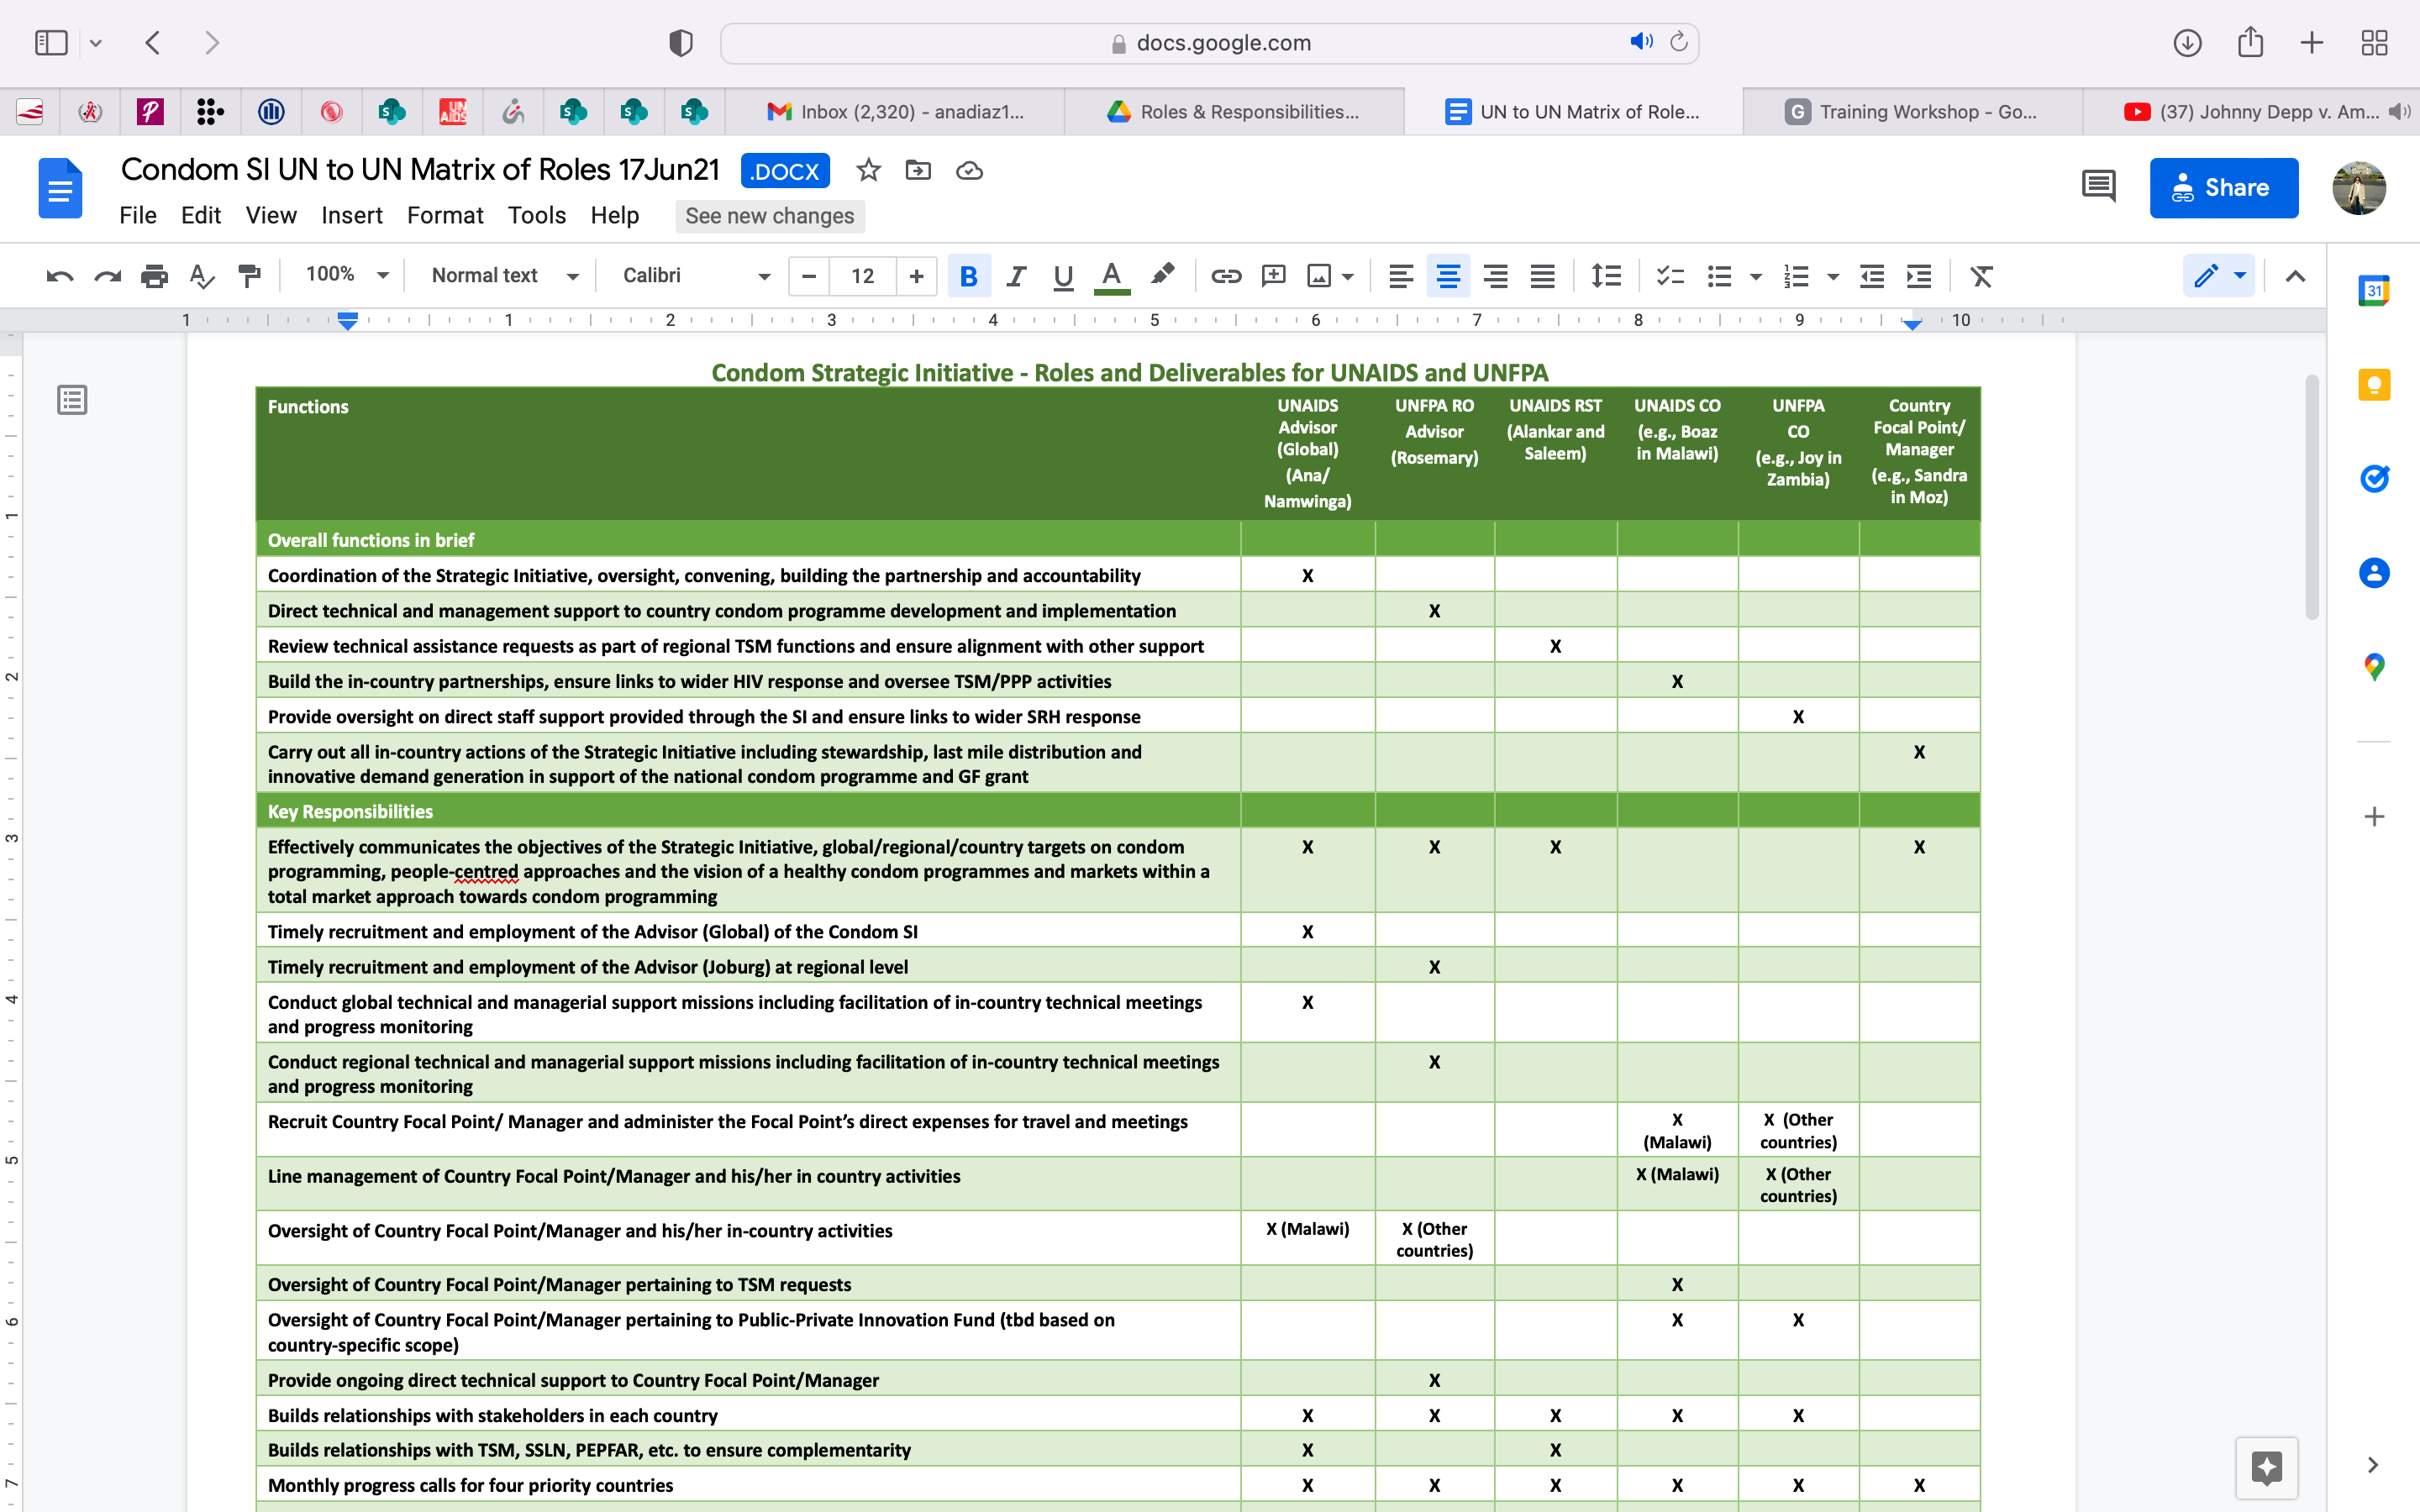 docs.google.com
Inbox (2,320) - anadiaz1...
Roles & Responsibilities...
UN to UN Matrix of Role...
G Training Workshop - Go...
(37) Johnny Depp v. Am...
Condom SI UN to UN Matrix of Roles 17Jun21 .DOCX
Share
File Edit View Insert Format Tools Help See new changes
100% Normal text Calibri – 12 + B I U A
31
1 1 2 3 4 5 6 7 8 9 10
Condom Strategic Initiative - Roles and Deliverables for UNAIDS and UNFPA
Functions
UNAIDS
Advisor
(Global)
(Ana/
Namwinga)
UNFPA RO
Advisor
(Rosemary)
UNAIDS RST
(Alankar and
Saleem)
UNAIDS CO
(e.g., Boaz
in Malawi)
UNFPA
CO
(e.g., Joy in
Zambia)
Country
Focal Point/
Manager
(e.g., Sandra
in Moz)
Overall functions in brief
Coordination of the Strategic Initiative, oversight, convening, building the partnership and accountability X
Direct technical and management support to country condom programme development and implementation X
Review technical assistance requests as part of regional TSM functions and ensure alignment with other support X
Build the in-country partnerships, ensure links to wider HIV response and oversee TSM/PPP activities X
Provide oversight on direct staff support provided through the SI and ensure links to wider SRH response X
Carry out all in-country actions of the Strategic Initiative including stewardship, last mile distribution and X
innovative demand generation in support of the national condom programme and GF grant
Key Responsibilities
Effectively communicates the objectives of the Strategic Initiative, global/regional/country targets on condom X X X X
programming, people-centred approaches and the vision of a healthy condom programmes and markets within a
total market approach towards condom programming
Timely recruitment and employment of the Advisor (Global) of the Condom SI X
Timely recruitment and employment of the Advisor (Joburg) at regional level X
Conduct global technical and managerial support missions including facilitation of in-country technical meetings X
and progress monitoring
Conduct regional technical and managerial support missions including facilitation of in-country technical meetings X
and progress monitoring
Recruit Country Focal Point/ Manager and administer the Focal Point’s direct expenses for travel and meetings X X (Other
(Malawi) countries)
Line management of Country Focal Point/Manager and his/her in country activities X (Malawi) X (Other
countries)
Oversight of Country Focal Point/Manager and his/her in-country activities X (Malawi) X (Other
countries)
Oversight of Country Focal Point/Manager pertaining to TSM requests X
Oversight of Country Focal Point/Manager pertaining to Public-Private Innovation Fund (tbd based on X X
country-specific scope)
Provide ongoing direct technical support to Country Focal Point/Manager X
Builds relationships with stakeholders in each country X X X X X
Builds relationships with TSM, SSLN, PEPFAR, etc. to ensure complementarity X X
Monthly progress calls for four priority countries X X X X X X
1
2
3
4
5
6
7